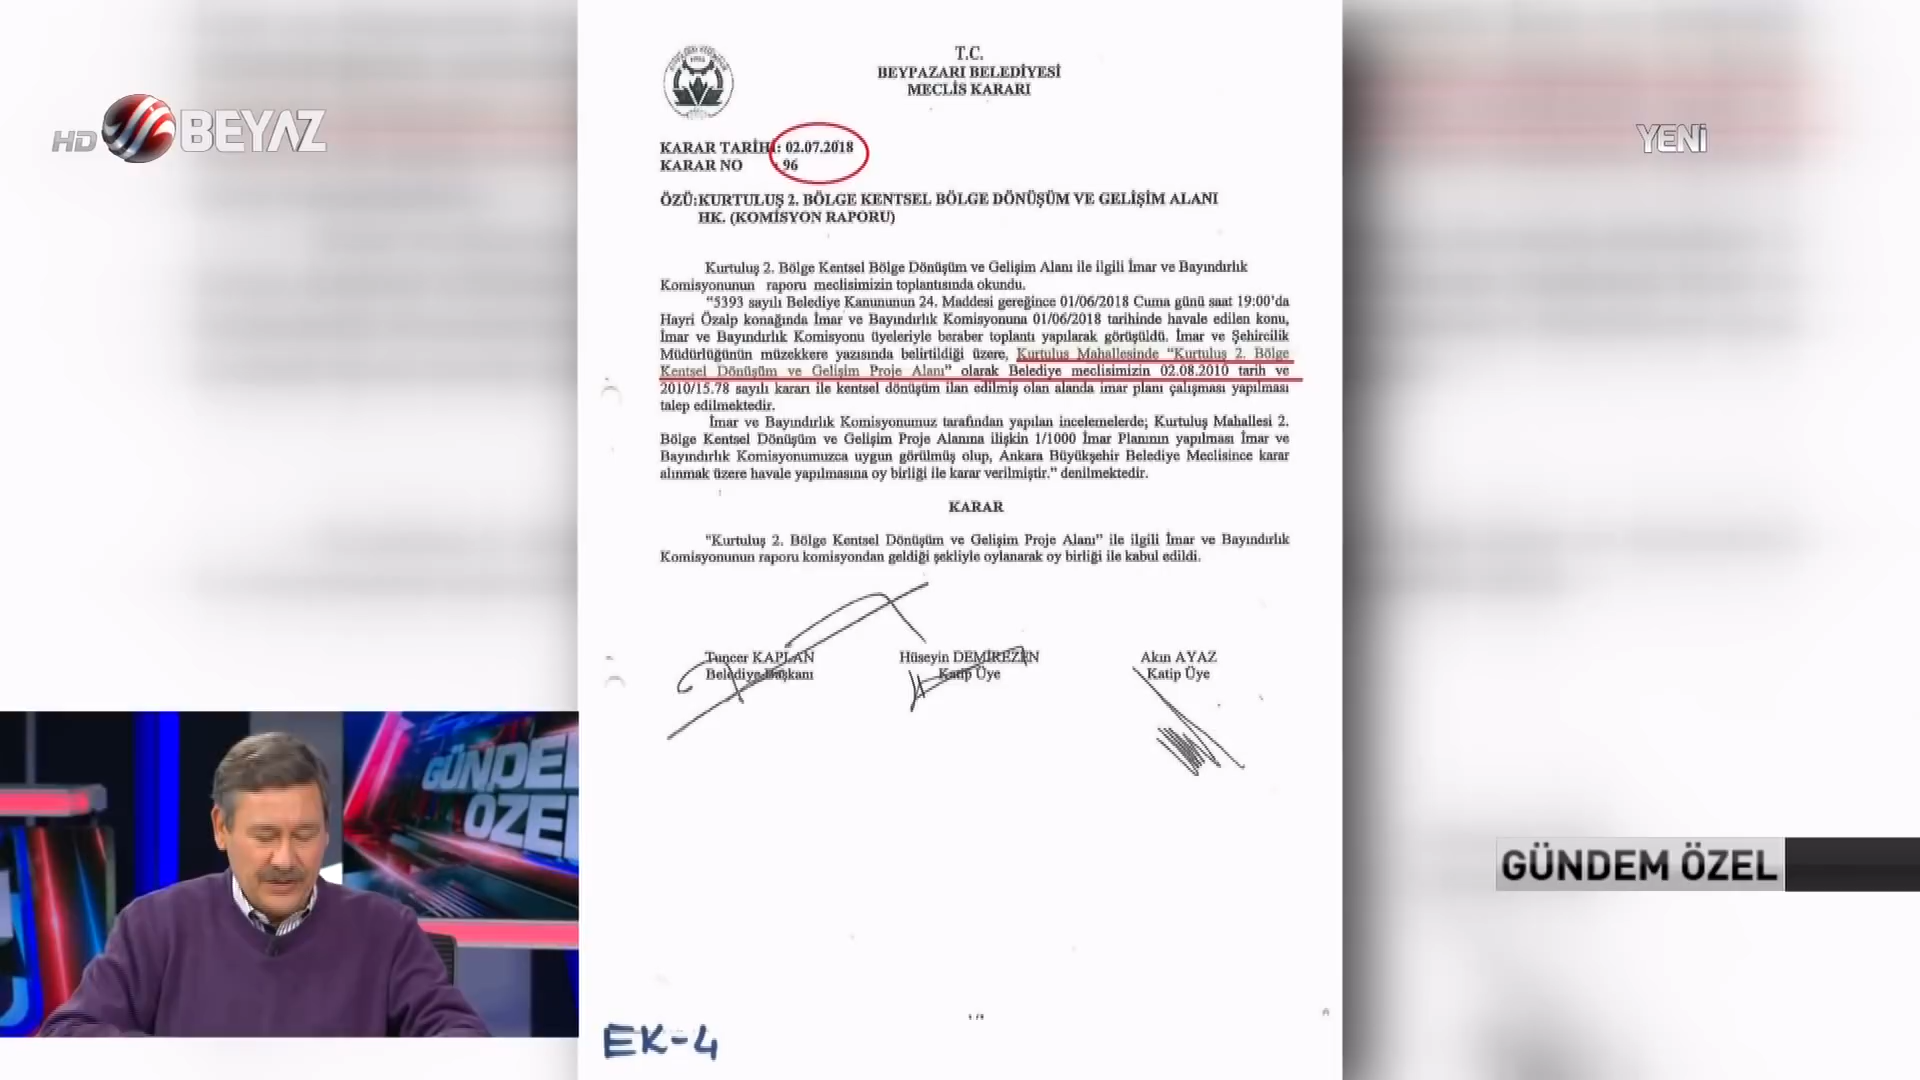 HD BEYAZ
YENİ
T.C.
BEYPAZARI BELEDİYESİ
MECLİS KARARI
KARAR TARİHİ: 02.07.2018
KARAR NO : 96
ÖZÜ:KURTULUŞ 2. BÖLGE KENTSEL BÖLGE DÖNÜŞÜM VE GELİŞİM ALANI
HK. (KOMİSYON RAPORU)
Kurtuluş 2. Bölge Kentsel Bölge Dönüşüm ve Gelişim Alanı ile ilgili İmar ve Bayındırlık
Komisyonunun raporu meclisimizin toplantısında okundu.
"5393 sayılı Belediye Kanununun 24. Maddesi gereğince 01/06/2018 Cuma günü saat 19:00'da
Hayri Özalp konağında İmar ve Bayındırlık Komisyonuna 01/06/2018 tarihinde havale edilen konu,
İmar ve Bayındırlık Komisyonu üyeleriyle beraber toplantı yapılarak görüşüldü. İmar ve Şehircilik
Müdürlüğünün müzekkere yazısında belirtildiği üzere, Kurtuluş Mahallesinde "Kurtuluş 2. Bölge
Kentsel Dönüşüm ve Gelişim Proje Alanı" olarak Belediye meclisimizin 02.08.2010 tarih ve
2010/15.78 sayılı kararı ile kentsel dönüşüm ilan edilmiş olan alanda imar planı çalışması yapılması
talep edilmektedir.
İmar ve Bayındırlık Komisyonumuz tarafından yapılan incelemelerde; Kurtuluş Mahallesi 2.
Bölge Kentsel Dönüşüm ve Gelişim Proje Alanına ilişkin 1/1000 İmar Planının yapılması İmar ve
Bayındırlık Komisyonumuzca uygun görülmüş olup, Ankara Büyükşehir Belediye Meclisince karar
alınmak üzere havale yapılmasına oy birliği ile karar verilmiştir." denilmektedir.
KARAR
"Kurtuluş 2. Bölge Kentsel Dönüşüm ve Gelişim Proje Alanı" ile ilgili İmar ve Bayındırlık
Komisyonunun raporu komisyondan geldiği şekliyle oylanarak oy birliği ile kabul edildi.
Tuncer KAPLAN Hüseyin DEMİREZEN Akın AYAZ
Belediye Başkanı Katip Üye Katip Üye
GÜNDEM
ÖZEL
GÜNDEM ÖZEL
1/1
EK-4